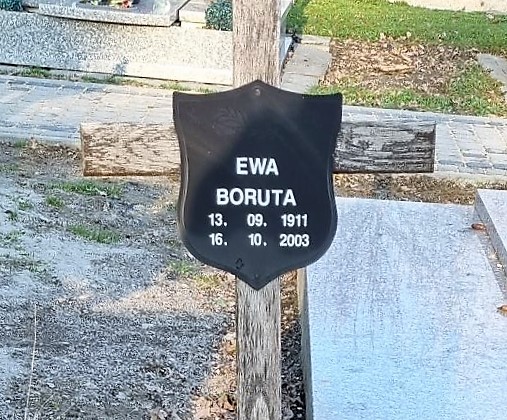 EWA
BORUTA
13. 09. 1911
16. 10. 2003